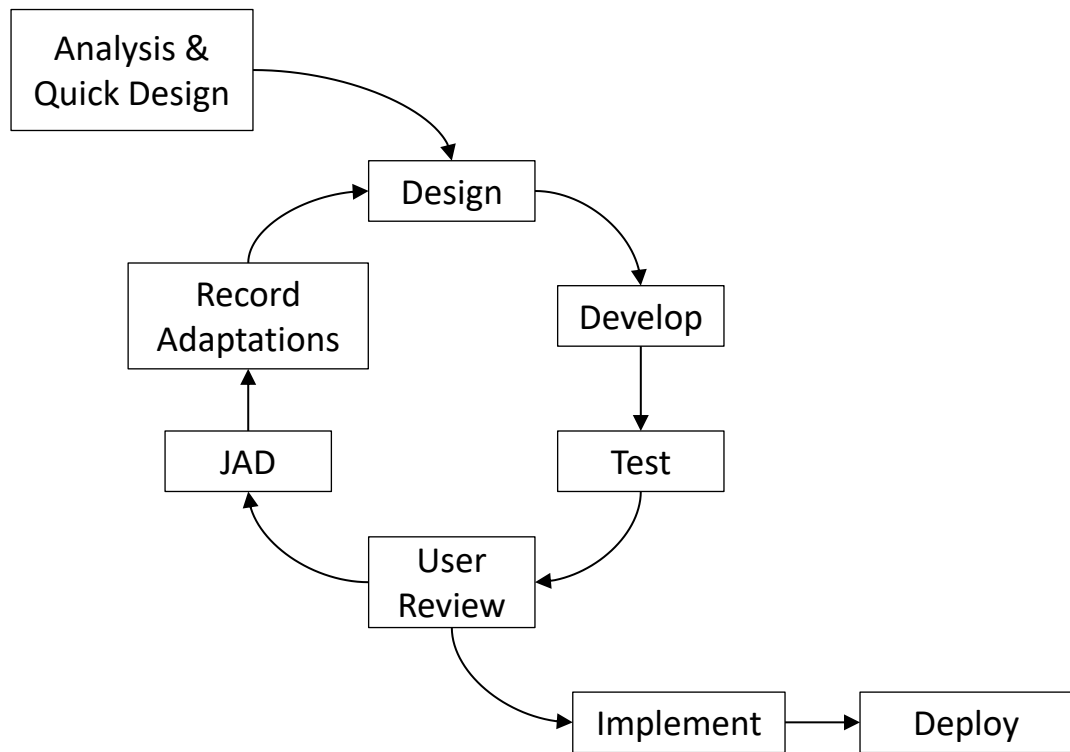 Analysis &
Quick Design
Design
Record
Adaptations
Develop
JAD
Test
User
Review
Implement
Deploy